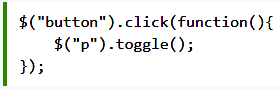 $("button").click(function(){
    $("p").toggle();
});